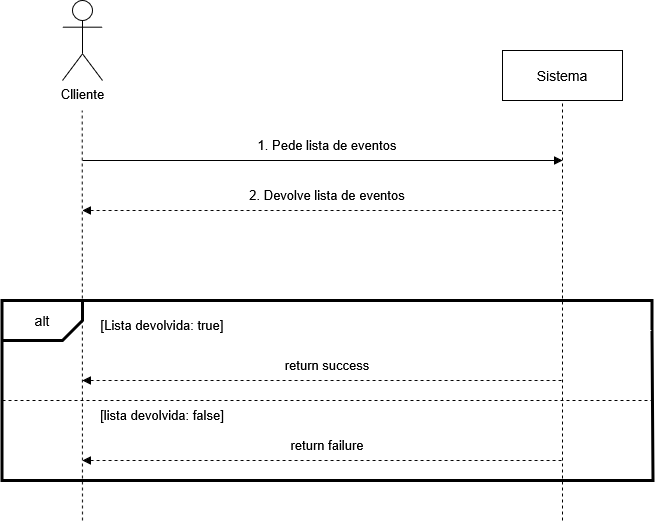 Clliente
Sistema
1. Pede lista de eventos
2. Devolve lista de eventos
alt
[Lista devolvida: true]
return success
[lista devolvida: false]
return failure